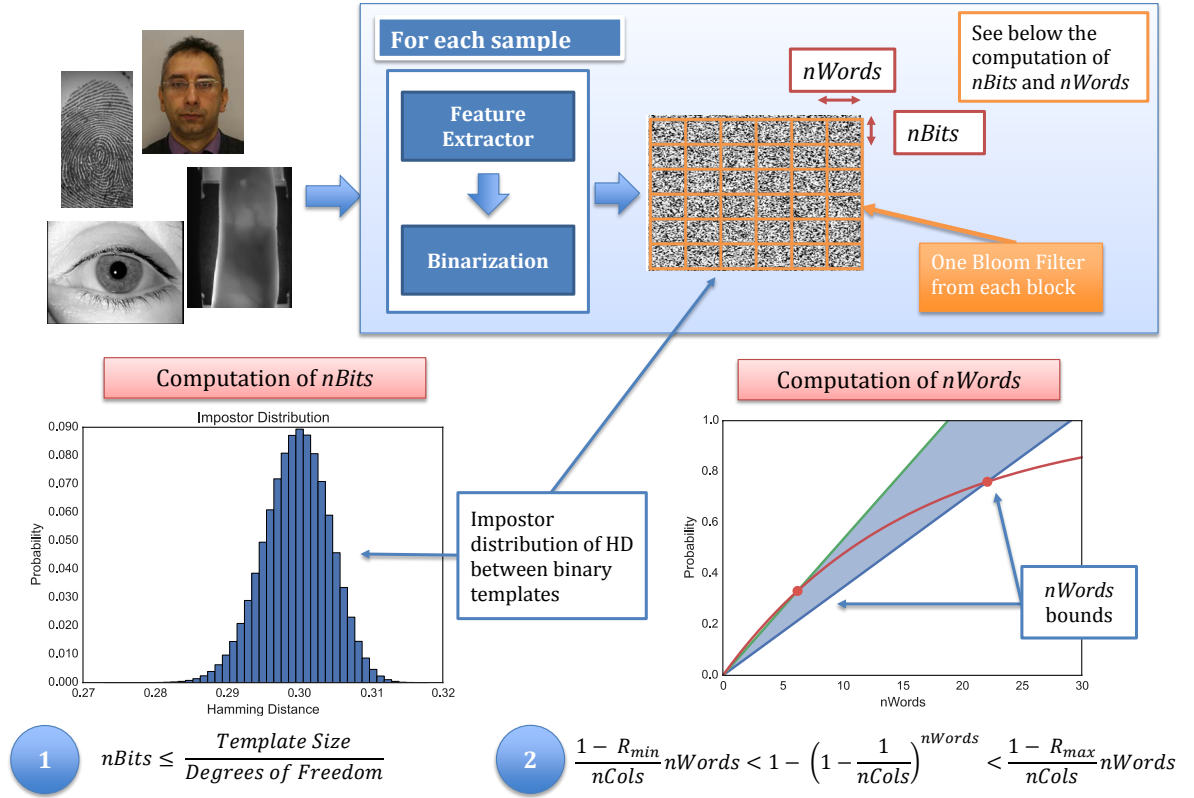 For each sample
Feature
Extractor
Binarization
nWords
nBits
See below the
computation of
nBits and nWords
One Bloom Filter
from each block
Computation of nBits
Impostor Distribution
Probability
0.090
0.080
0.070
0.060
0.050
0.040
0.030
0.020
0.010
0.000
0.27 0.28 0.29 0.30 0.31 0.32
Hamming Distance
Impostor
distribution of HD
between binary
templates
Computation of nWords
Probability
1.0
0.8
0.6
0.4
0.2
0.0
0 5 10 15 20 25 30
nWords
nWords
bounds
1
nBits ≤ Template Size / Degrees of Freedom
2
1 − R_min / nCols nWords < 1 − (1 − 1 / nCols)^nWords < 1 − R_max / nCols nWords